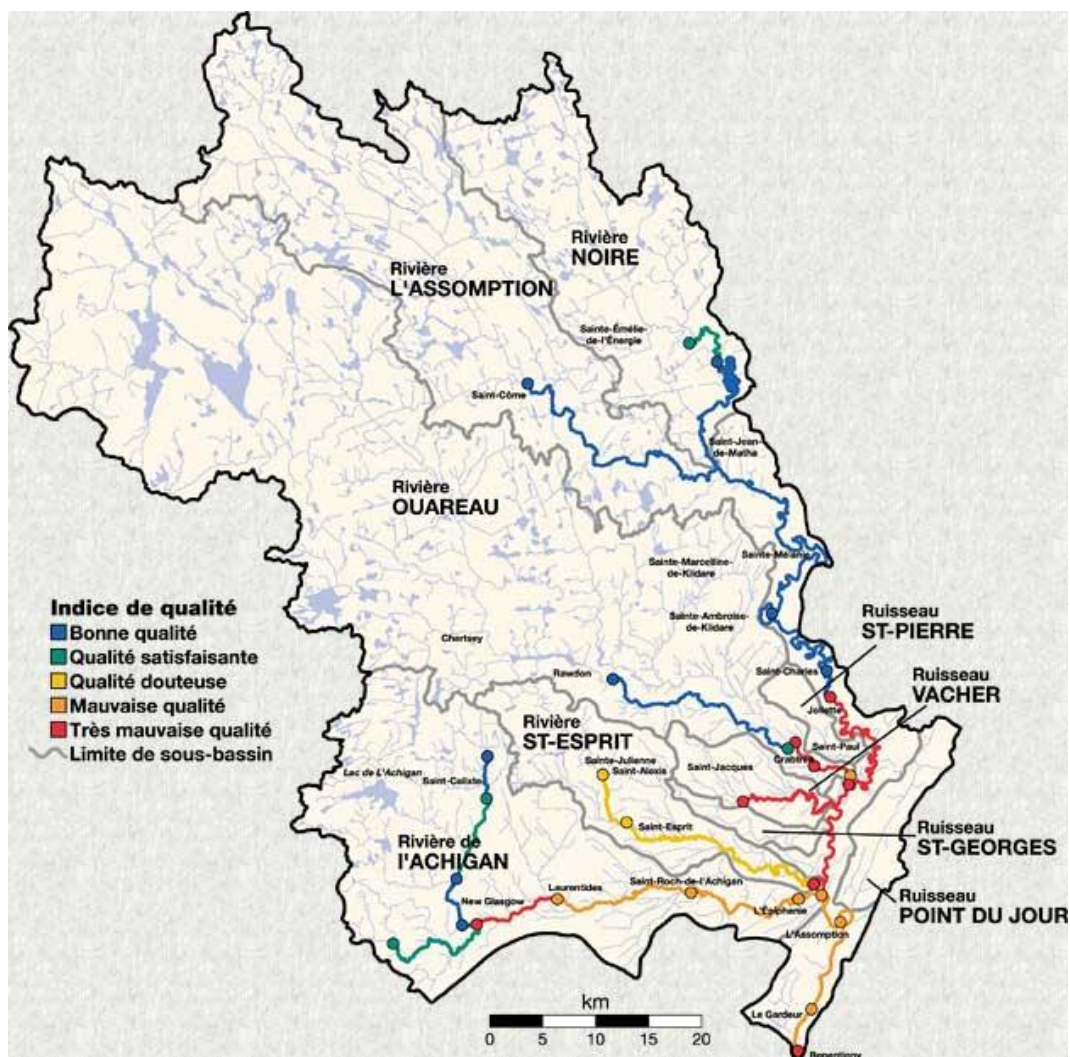 Rivière
NOIRE
Rivière
L'ASSOMPTION
Sainte-Émélie-
de-l'Énergie
Saint-Côme
Saint-Jean-
de-Matha
Rivière
OUAREAU
Sainte-Marcelline-
de-Kildare
Sainte-Mélanie
Sainte-Ambroise-
de-Kildare
Chertsey
Rawdon
Saint-Charles
Joliette
Ruisseau
ST-PIERRE
Ruisseau
VACHER
Indice de qualité
Bonne qualité
Qualité satisfaisante
Qualité douteuse
Mauvaise qualité
Très mauvaise qualité
Limite de sous-bassin
Rivière
ST-ESPRIT
Saint-Paul
Crabtree
Sainte-Julienne
Saint-Alexis
Saint-Jacques
Lac de L'Achigan
Saint-Calixte
Saint-Esprit
Ruisseau
ST-GEORGES
Rivière de
l'ACHIGAN
Saint-Roch-de-l'Achigan
Laurentides
New Glasgow
L'Épiphanie
L'Assomption
Ruisseau
POINT DU JOUR
Le Gardeur
Repentigny
km
0 5 10 15 20